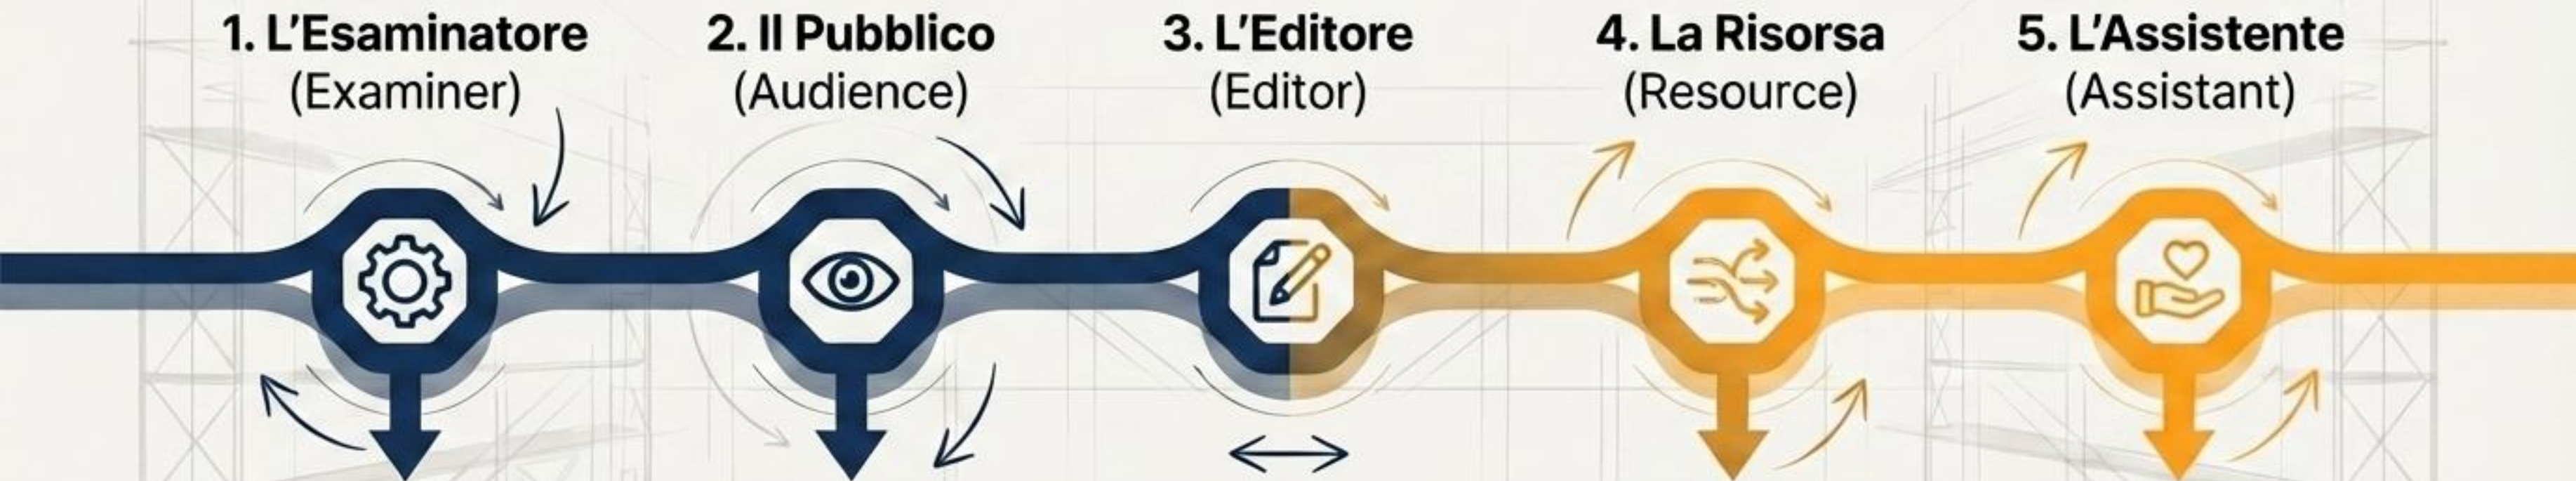 1. L'Esaminatore
(Examiner)
2. Il Pubblico
(Audience)
3. L'Editore
(Editor)
4. La Risorsa
(Resource)
5. L'Assistente
(Assistant)